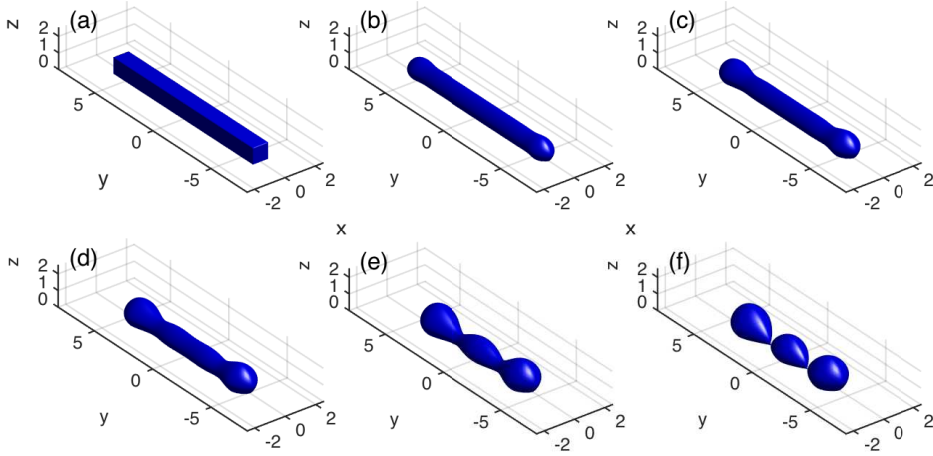 (a) (b) (c)
z 2 1 0 z 2 1 0 z 2 1 0
5 5 5
0 0 0
y -5 2 y -5 2 y -5 2
0 0 0
-2 -2 -2
x x
(d) (e) (f)
z 2 1 0 z 2 1 0 z 2 1 0
5 5 5
0 0 0
y -5 2 y -5 2 y -5 2
0 0 0
-2 -2 -2